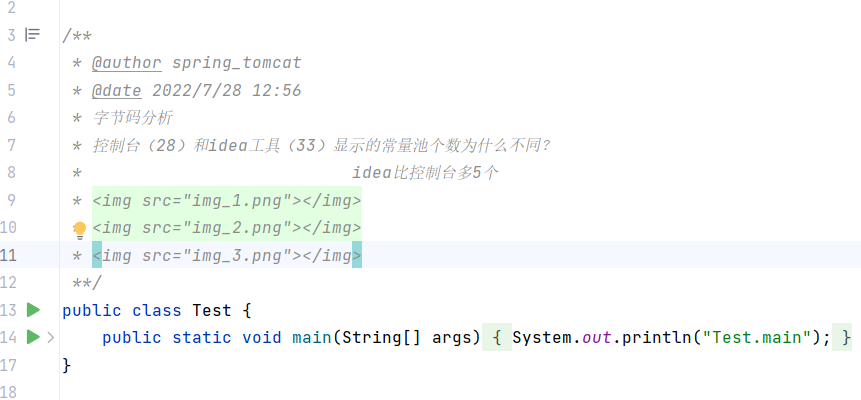 2
3 /**
4 * @author spring_tomcat
5 * @date 2022/7/28 12:56
6 * 字节码分析
7 * 控制台（28）和idea工具（33）显示的常量池个数为什么不同？
8 * idea比控制台多5个
9 * <img src="img_1.png"></img>
10 <img src="img_2.png"></img>
11 * <img src="img_3.png"></img>
12 **/
13 public class Test {
14 public static void main(String[] args) { System.out.println("Test.main"); }
17 }
18